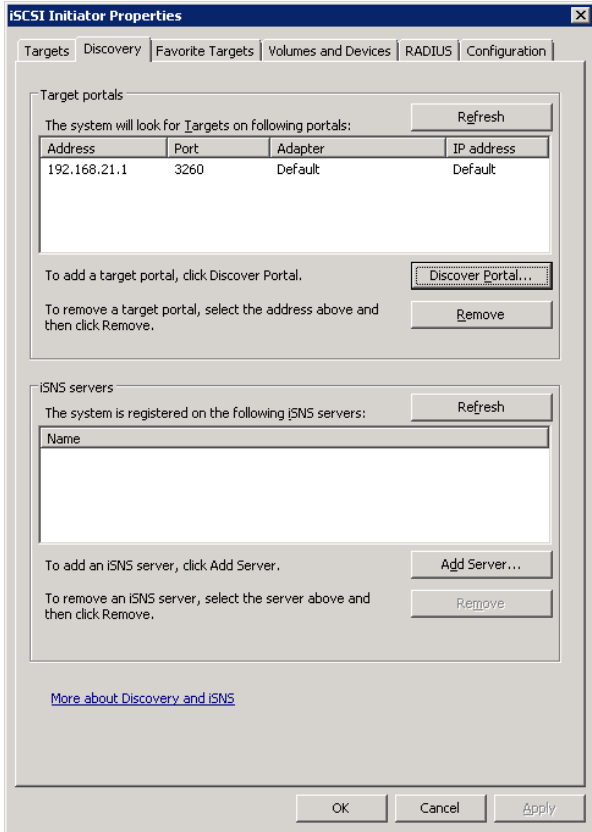 iSCSI Initiator Properties
Targets Discovery Favorite Targets Volumes and Devices RADIUS Configuration
Target portals
The system will look for Targets on following portals:
Refresh
Address Port Adapter IP address
192.168.21.1 3260 Default Default
To add a target portal, click Discover Portal.
Discover Portal...
To remove a target portal, select the address above and
then click Remove.
Remove
iSNS servers
The system is registered on the following iSNS servers:
Refresh
Name
To add an iSNS server, click Add Server.
Add Server...
To remove an iSNS server, select the server above and
then click Remove.
Remove
More about Discovery and iSNS
OK Cancel Apply